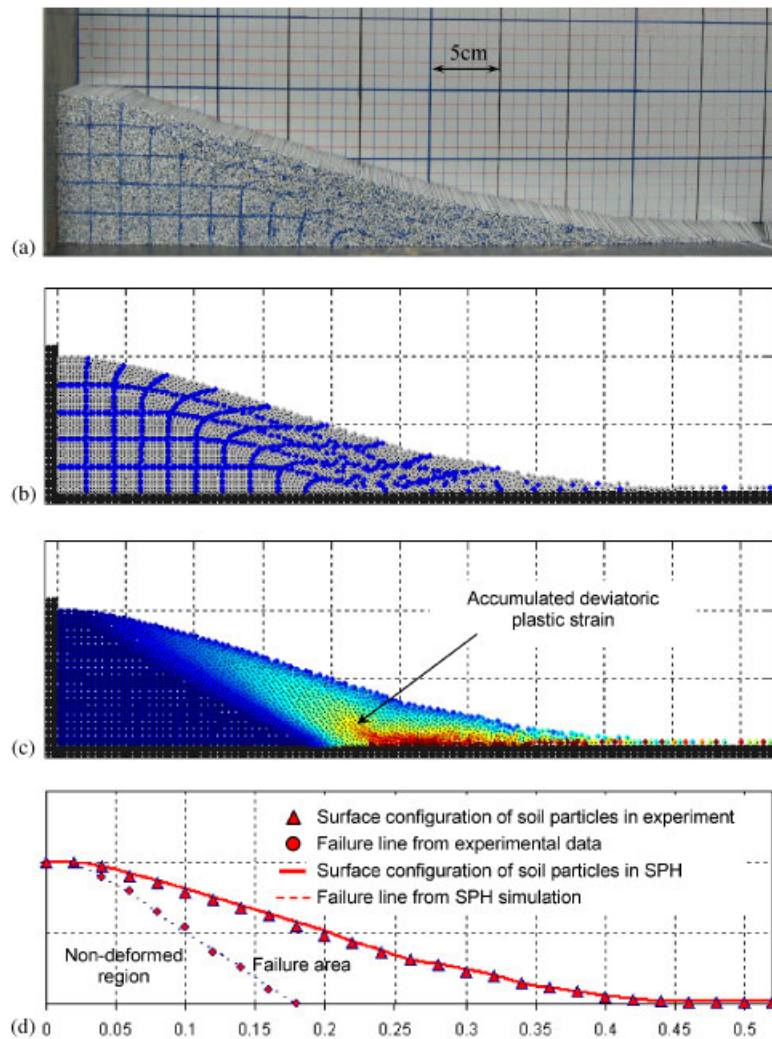 5cm
(a)
(b)
Accumulated deviatoric
plastic strain
(c)
Surface configuration of soil particles in experiment
Failure line from experimental data
Surface configuration of soil particles in SPH
Failure line from SPH simulation
Non-deformed
region
Failure area
(d)
0 0.05 0.1 0.15 0.2 0.25 0.3 0.35 0.4 0.45 0.5